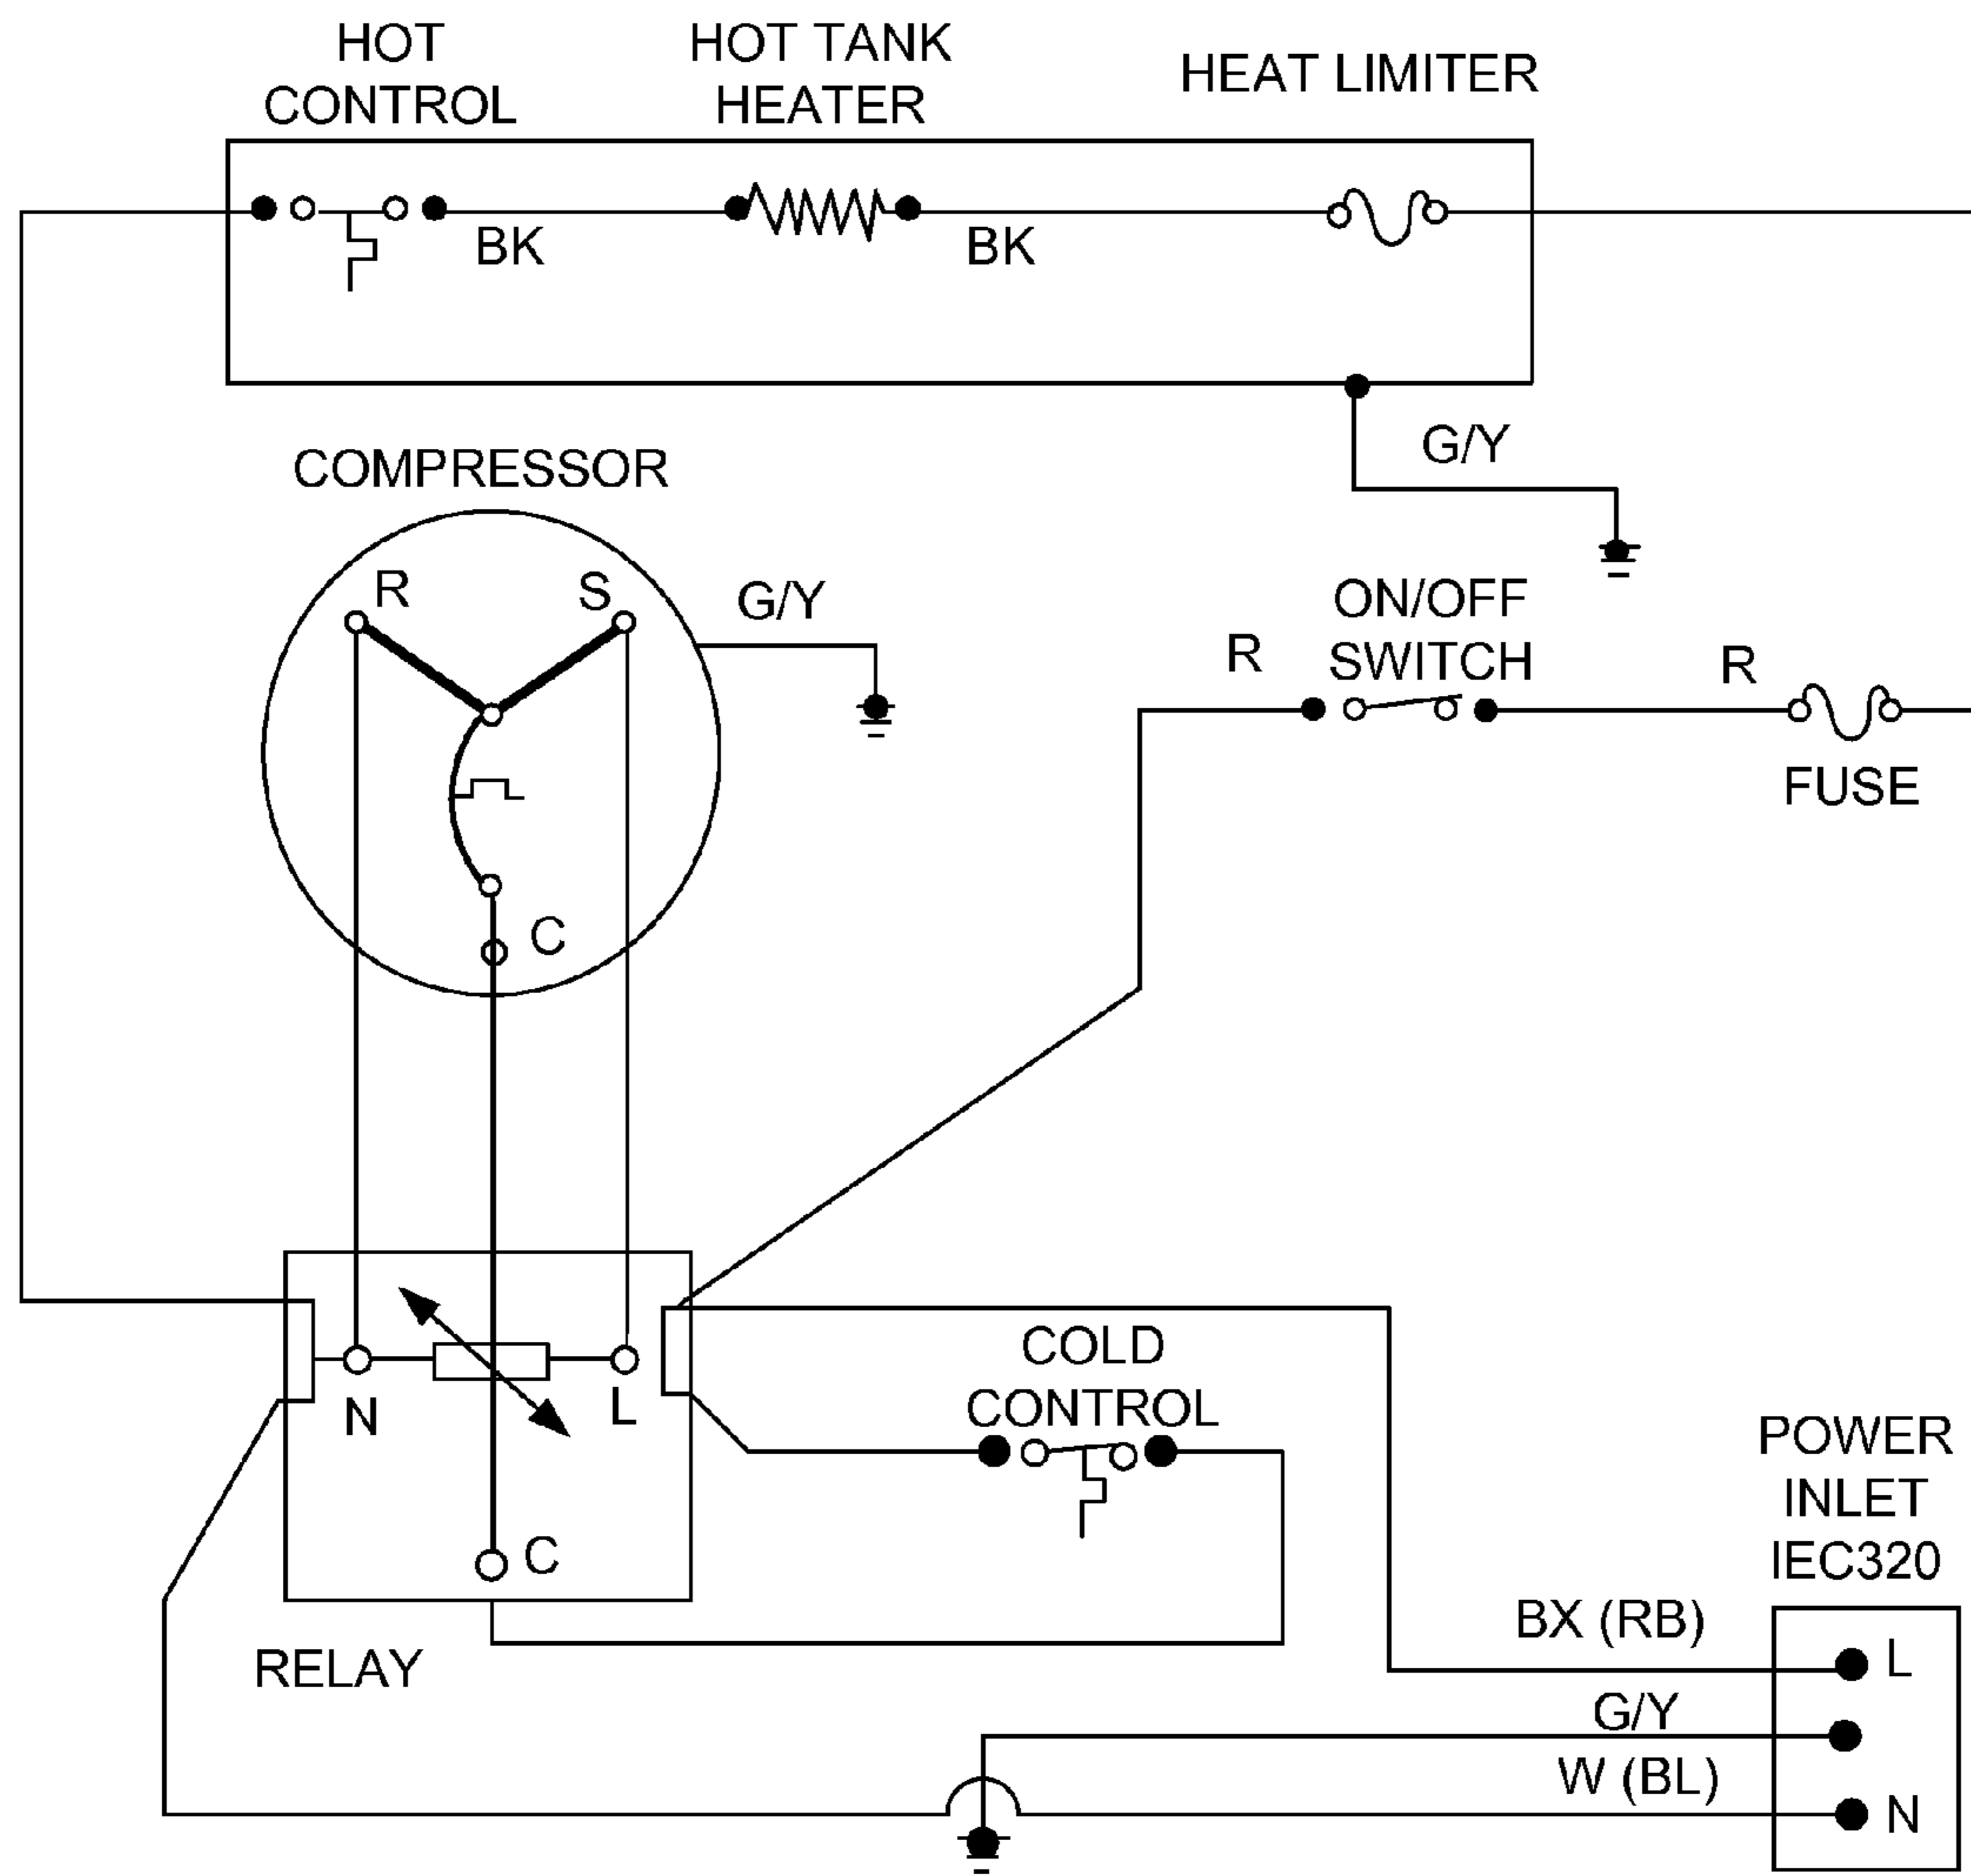 HOT
CONTROL
HOT TANK
HEATER
HEAT LIMITER
BK
BK
G/Y
COMPRESSOR
R
S
G/Y
C
ON/OFF
SWITCH
R
R
FUSE
N
L
C
RELAY
COLD
CONTROL
POWER
INLET
IEC320
BX (RB)
L
G/Y
W (BL)
N